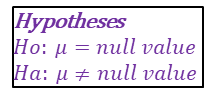 Hypotheses
Ho: μ = null value
Ha: μ ≠ null value